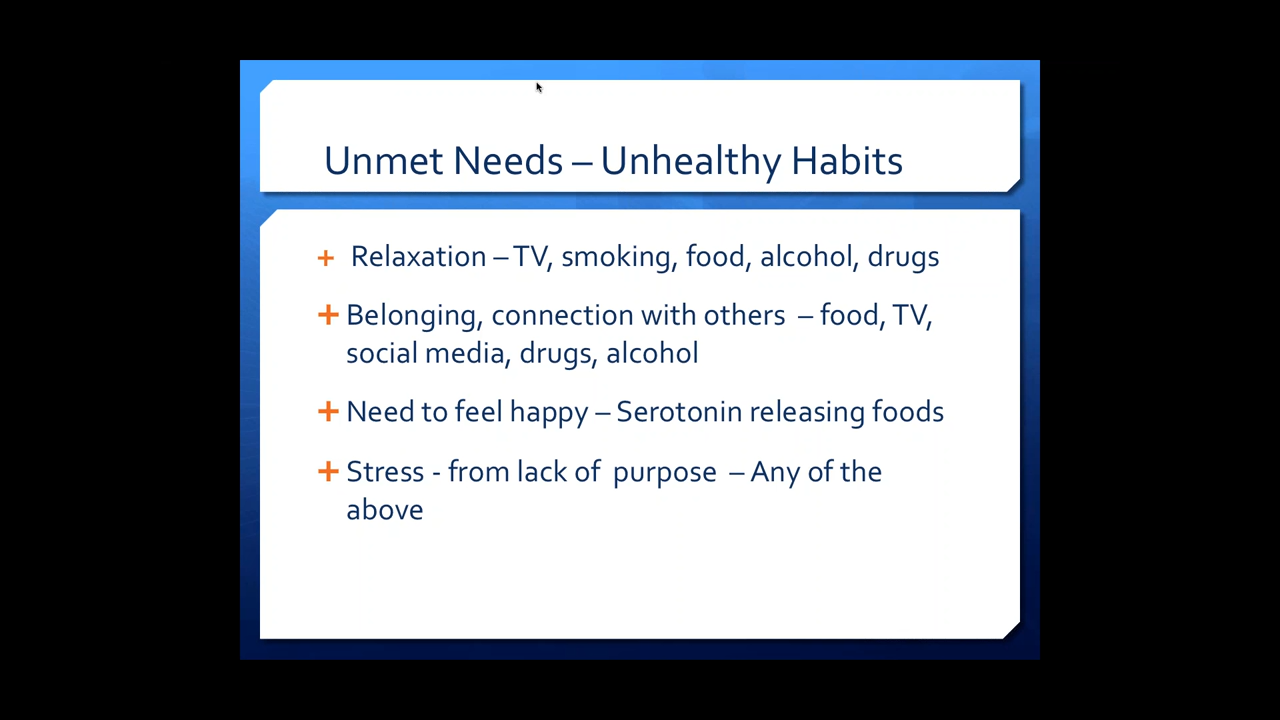 Unmet Needs – Unhealthy Habits
+ Relaxation – TV, smoking, food, alcohol, drugs
+ Belonging, connection with others – food, TV,
social media, drugs, alcohol
+ Need to feel happy – Serotonin releasing foods
+ Stress - from lack of purpose – Any of the
above